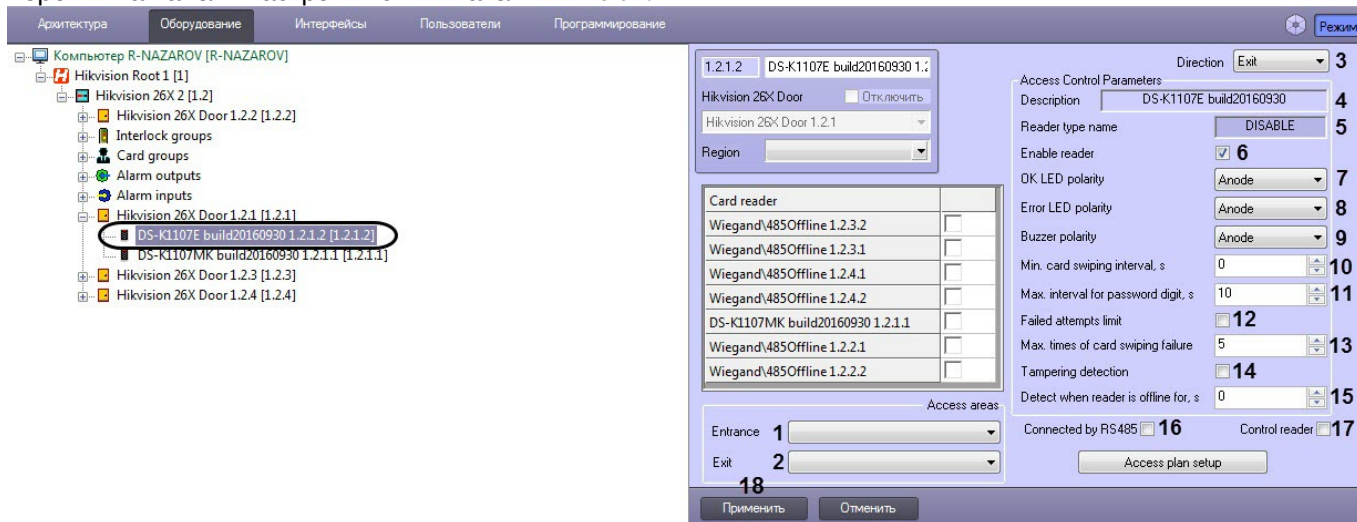 Архитектура Оборудование Интерфейсы Пользователи Программирование Режим
Компьютер R-NAZAROV [R-NAZAROV]
Hikvision Root 1 [1]
Hikvision 26X 2 [1.2]
Hikvision 26X Door 1.2.2 [1.2.2]
Interlock groups
Card groups
Alarm outputs
Alarm inputs
Hikvision 26X Door 1.2.1 [1.2.1]
DS-K1107E build20160930 1.2.1.2 [1.2.1.2]
DS-K1107MK build20160930 1.2.1.1 [1.2.1.1]
Hikvision 26X Door 1.2.3 [1.2.3]
Hikvision 26X Door 1.2.4 [1.2.4]
1.2.1.2 DS-K1107E build20160930 1.2
Hikvision 26X Door Отключить
Hikvision 26X Door 1.2.1
Region
Card reader
Wiegand\485Offline 1.2.3.2
Wiegand\485Offline 1.2.3.1
Wiegand\485Offline 1.2.4.1
Wiegand\485Offline 1.2.4.2
DS-K1107MK build20160930 1.2.1.1
Wiegand\485Offline 1.2.2.1
Wiegand\485Offline 1.2.2.2
Access areas
Entrance 1
Exit 2
18
Применить Отменить
Direction Exit 3
Access Control Parameters
Description DS-K1107E build20160930 4
Reader type name DISABLE 5
Enable reader 6
OK LED polarity Anode 7
Error LED polarity Anode 8
Buzzer polarity Anode 9
Min. card swiping interval, s 0 10
Max. interval for password digit, s 10 11
Failed attempts limit 12
Max. times of card swiping failure 5 13
Tampering detection 14
Detect when reader is offline for, s 0 15
Connected by RS485 16 Control reader 17
Access plan setup